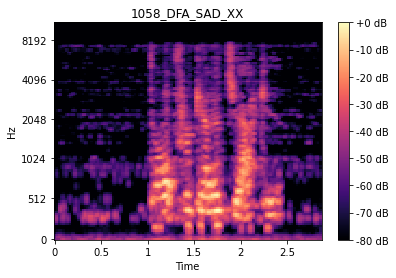 1058_DFA_SAD_XX
+0 dB
8192
-10 dB
4096
-20 dB
-30 dB
Hz
2048
-40 dB
1024
-50 dB
512
-60 dB
-70 dB
0
-80 dB
0 0.5 1 1.5 2 2.5
Time